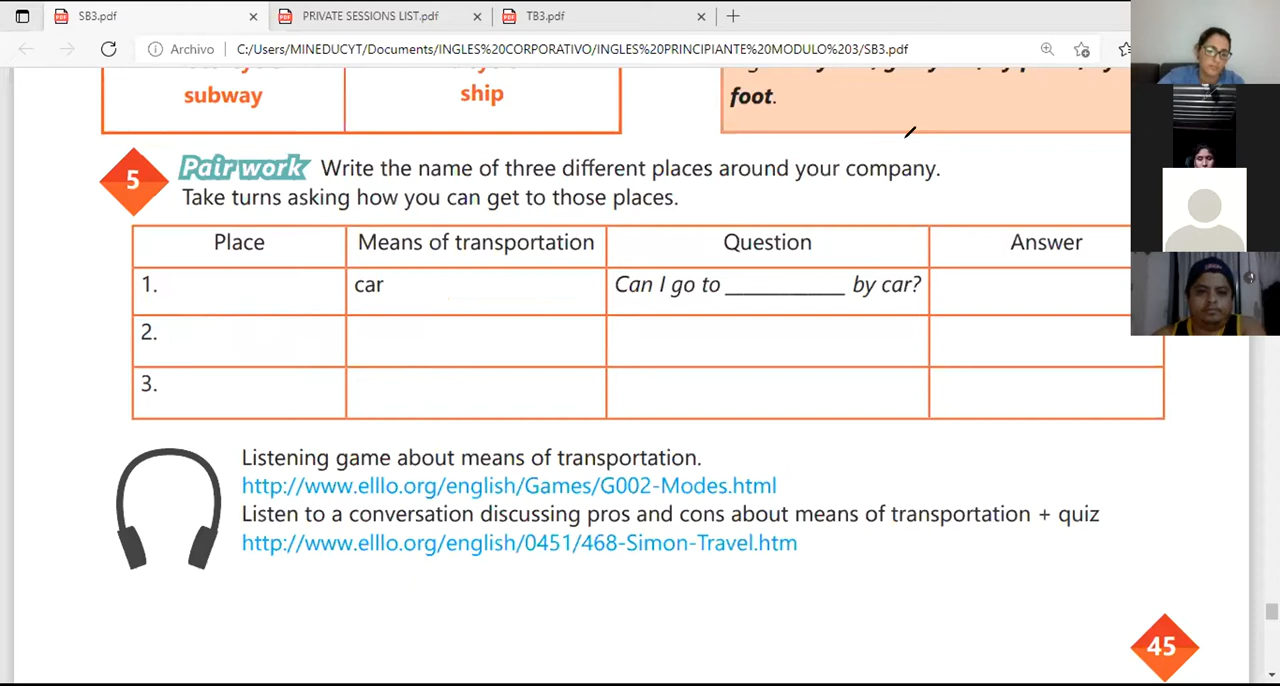 SB3.pdf
PRIVATE SESSIONS LIST.pdf
TB3.pdf
Archivo
C:/Users/MINEDUCYT/Documents/INGLES%20CORPORATIVO/INGLES%20PRINCIPIANTE%20MODULO%203/SB3.pdf
subway
ship
foot.
5
Pair work Write the name of three different places around your company.
Take turns asking how you can get to those places.
Place Means of transportation Question Answer
1. car Can I go to ___________ by car?
2.
3.
Listening game about means of transportation.
http://www.elllo.org/english/Games/G002-Modes.html
Listen to a conversation discussing pros and cons about means of transportation + quiz
http://www.elllo.org/english/0451/468-Simon-Travel.htm
45